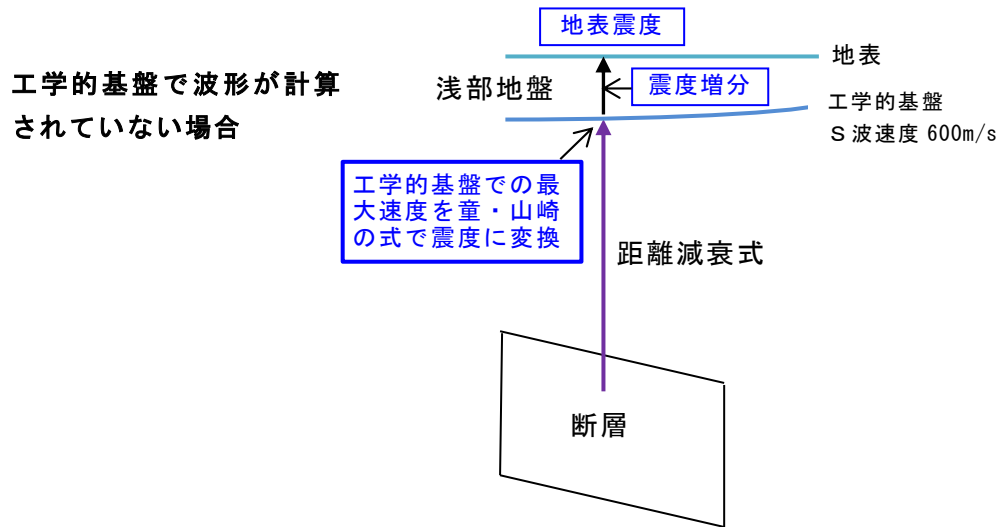 工学的基盤で波形が計算
されていない場合
地表震度
地表
浅部地盤
震度増分
工学的基盤
Ｓ波速度 600m/s
工学的基盤での最
大速度を童・山崎
の式で震度に変換
距離減衰式
断層